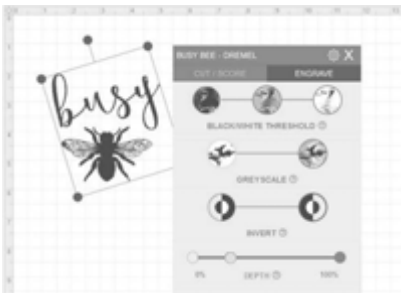 busy
BUSY BEE - DREMEL X
CUT / SCORE ENGRAVE
BLACK/WHITE THRESHOLD ?
GREYSCALE ?
INVERT ?
0% DEPTH ? 100%